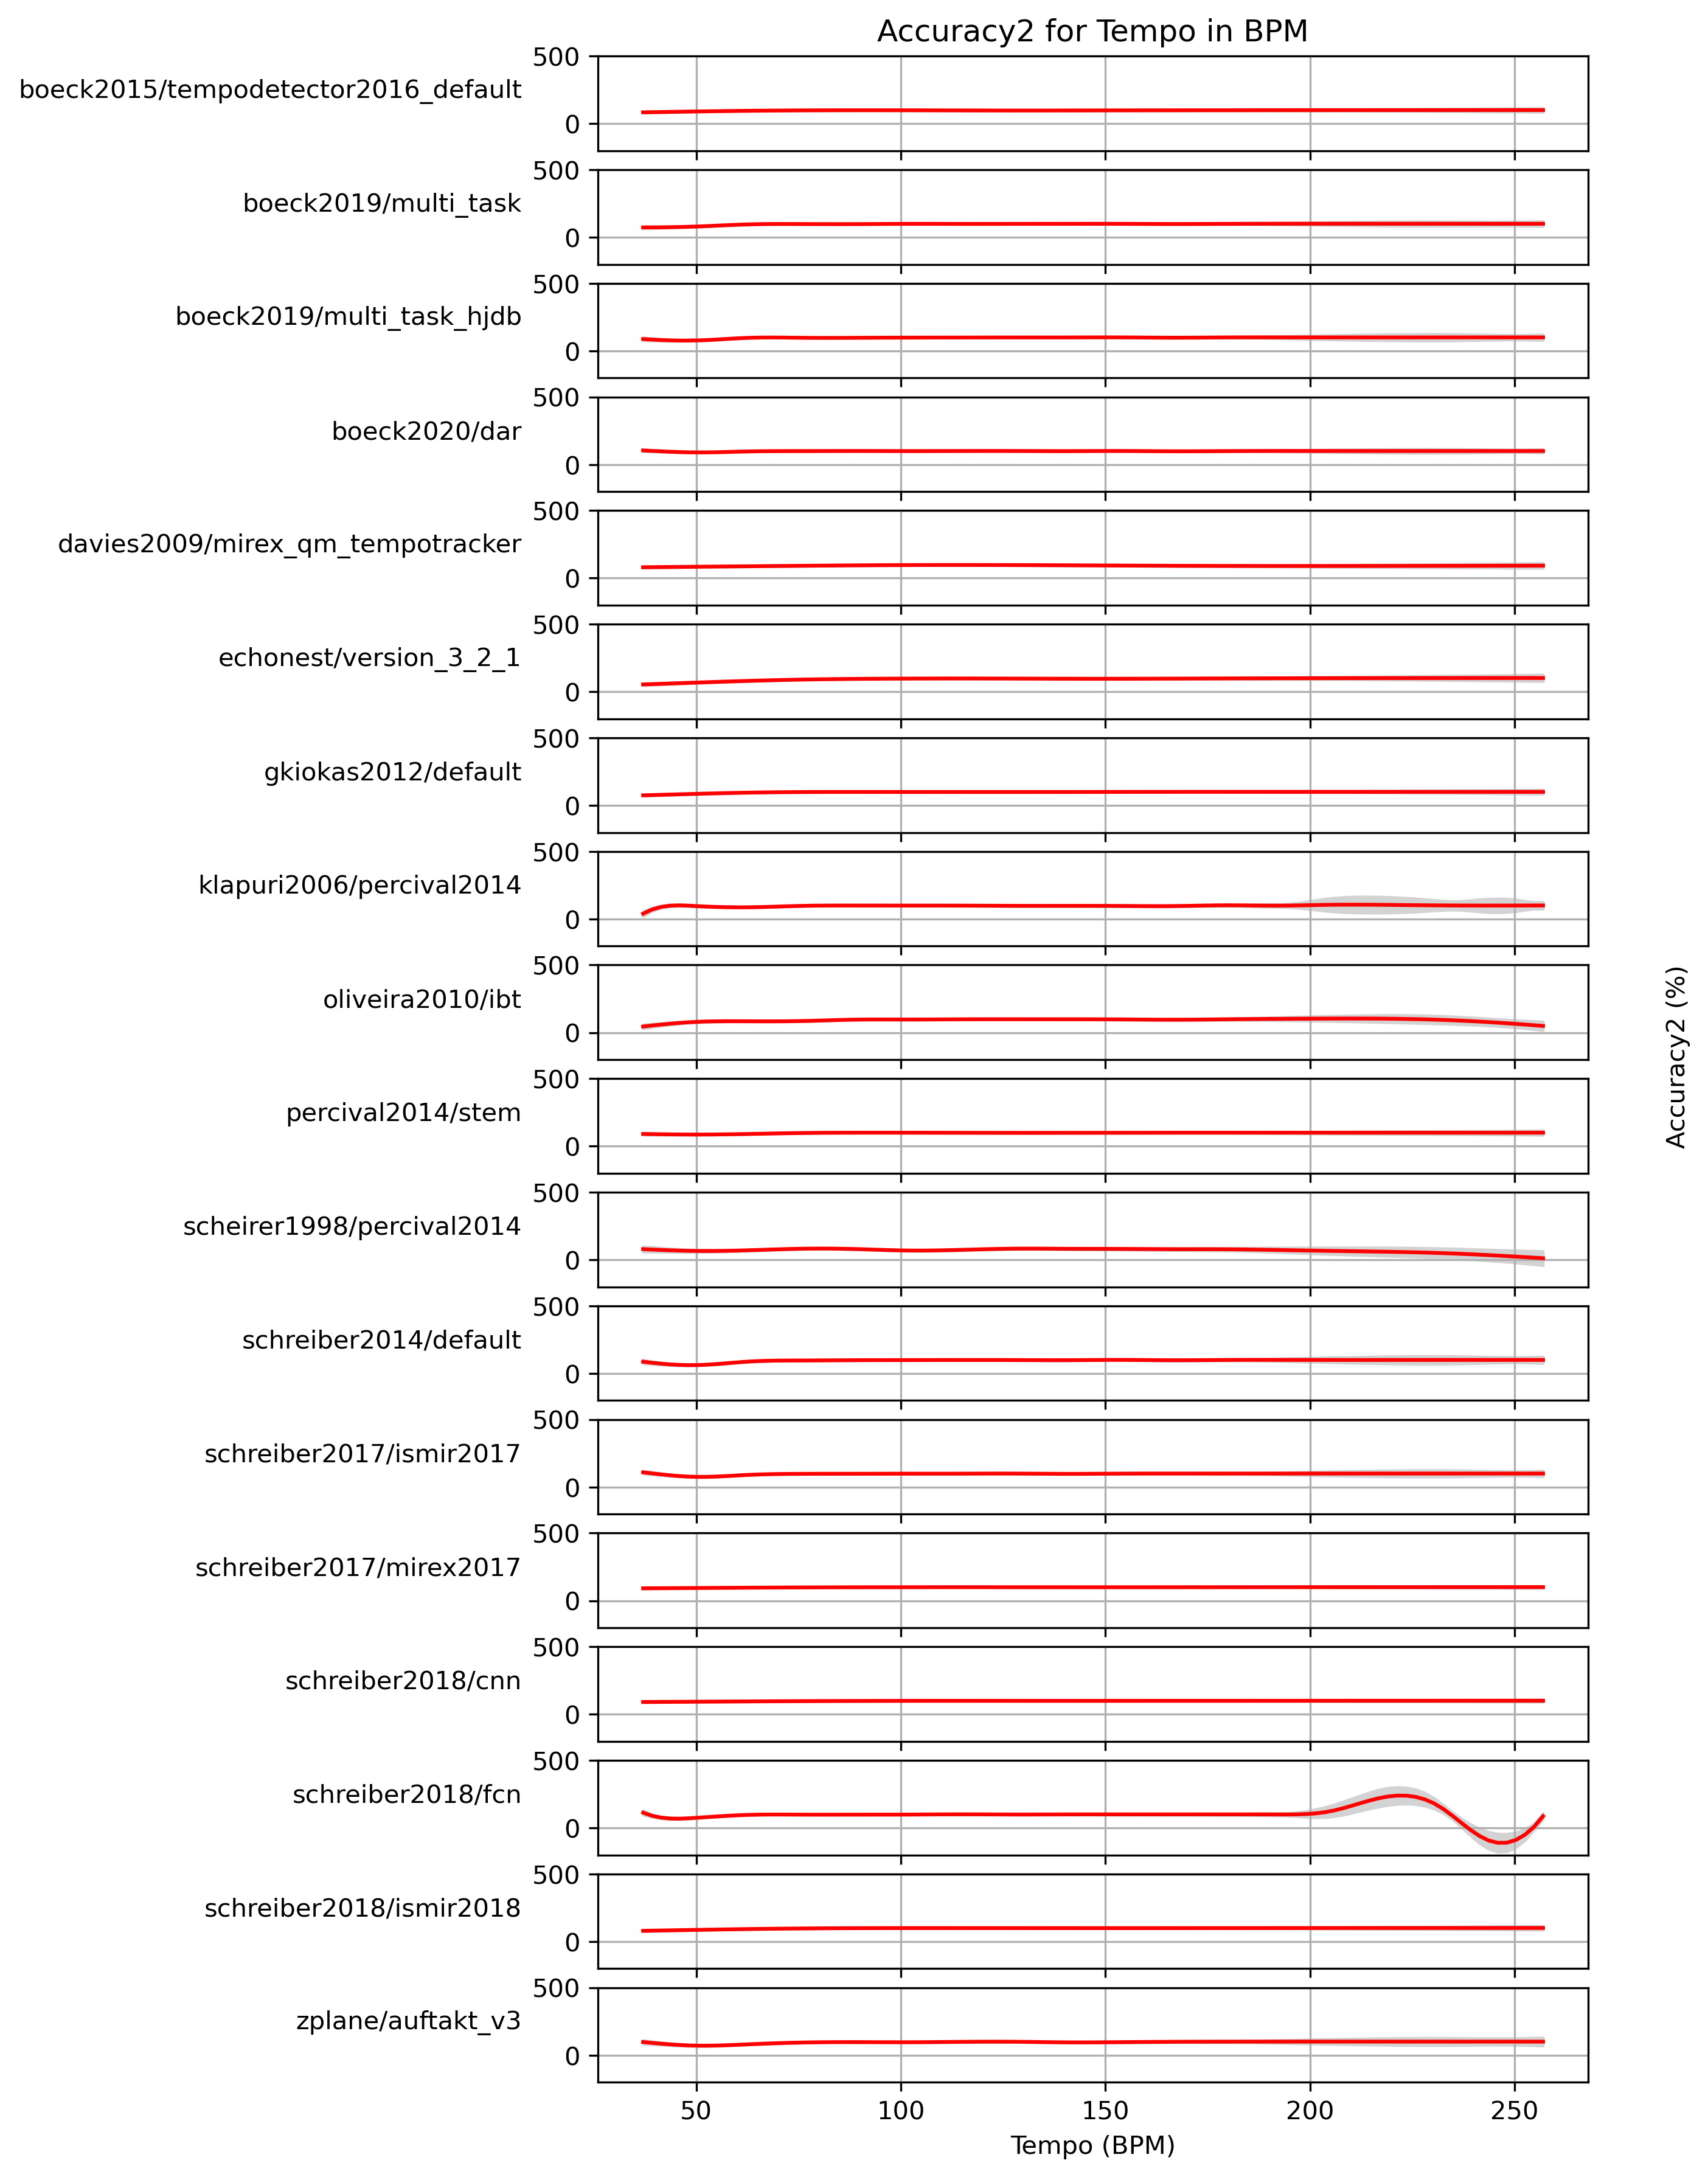 Accuracy2 for Tempo in BPM
500
boeck2015/tempodetector2016_default
0
500
boeck2019/multi_task
0
500
boeck2019/multi_task_hjdb
0
500
boeck2020/dar
0
500
davies2009/mirex_qm_tempotracker
0
500
echonest/version_3_2_1
0
500
gkiokas2012/default
0
500
klapuri2006/percival2014
0
500
oliveira2010/ibt
0
500
percival2014/stem
0
500
scheirer1998/percival2014
0
500
schreiber2014/default
0
500
schreiber2017/ismir2017
0
500
schreiber2017/mirex2017
0
500
schreiber2018/cnn
0
500
schreiber2018/fcn
0
500
schreiber2018/ismir2018
0
500
zplane/auftakt_v3
0
50 100 150 200 250
Tempo (BPM)
Accuracy2 (%)